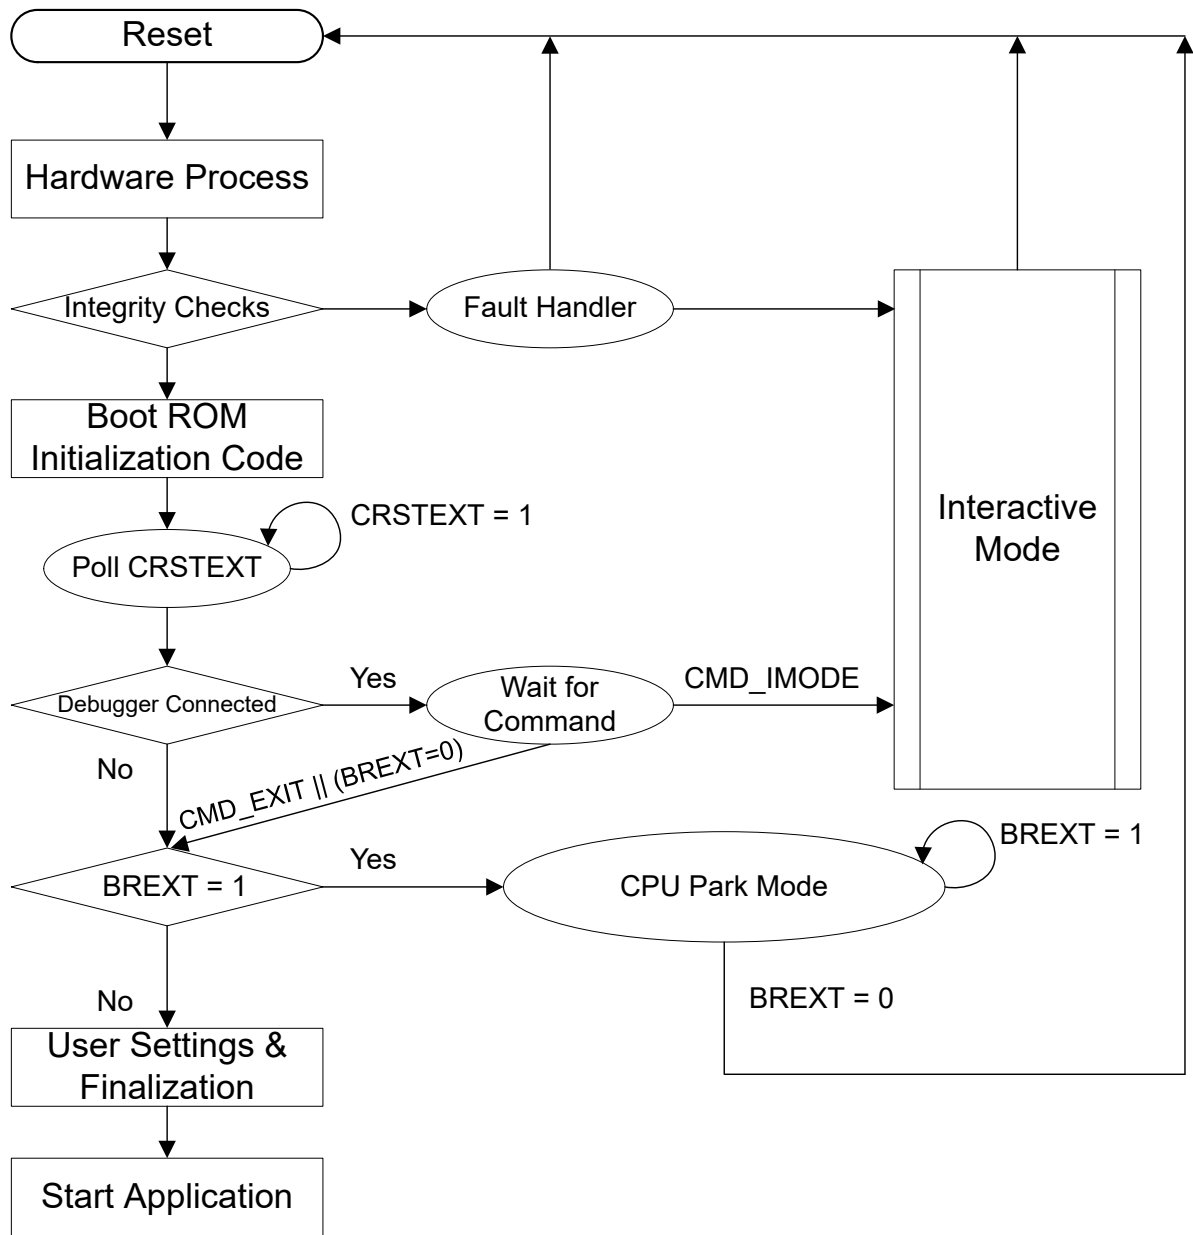 Reset
Hardware Process
Integrity Checks
Fault Handler
Boot ROM
Initialization Code
CRSTEXT = 1
Poll CRSTEXT
Interactive
Mode
Debugger Connected
Yes
Wait for
Command
CMD_IMODE
No
CMD_EXIT || (BREXT=0)
BREXT = 1
Yes
CPU Park Mode
BREXT = 1
BREXT = 0
No
User Settings &
Finalization
Start Application